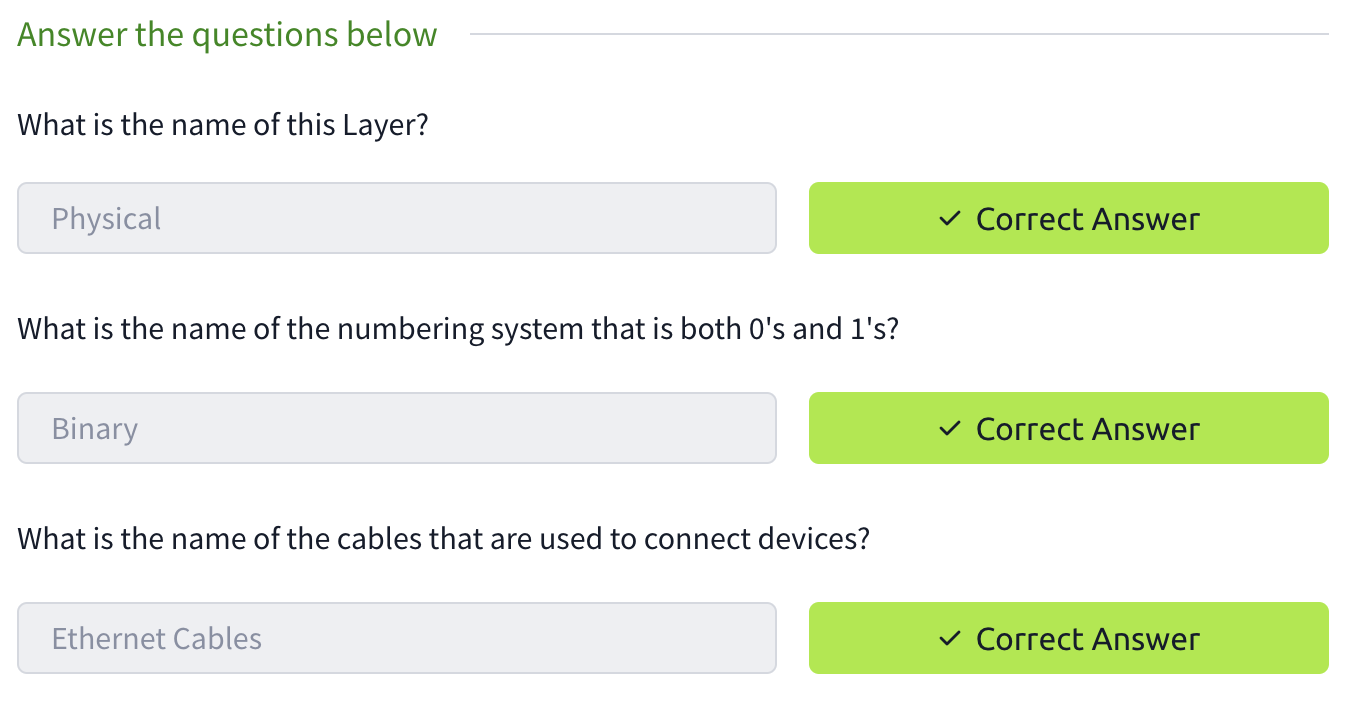 Answer the questions below
What is the name of this Layer?
Physical
✓ Correct Answer
What is the name of the numbering system that is both 0's and 1's?
Binary
✓ Correct Answer
What is the name of the cables that are used to connect devices?
Ethernet Cables
✓ Correct Answer